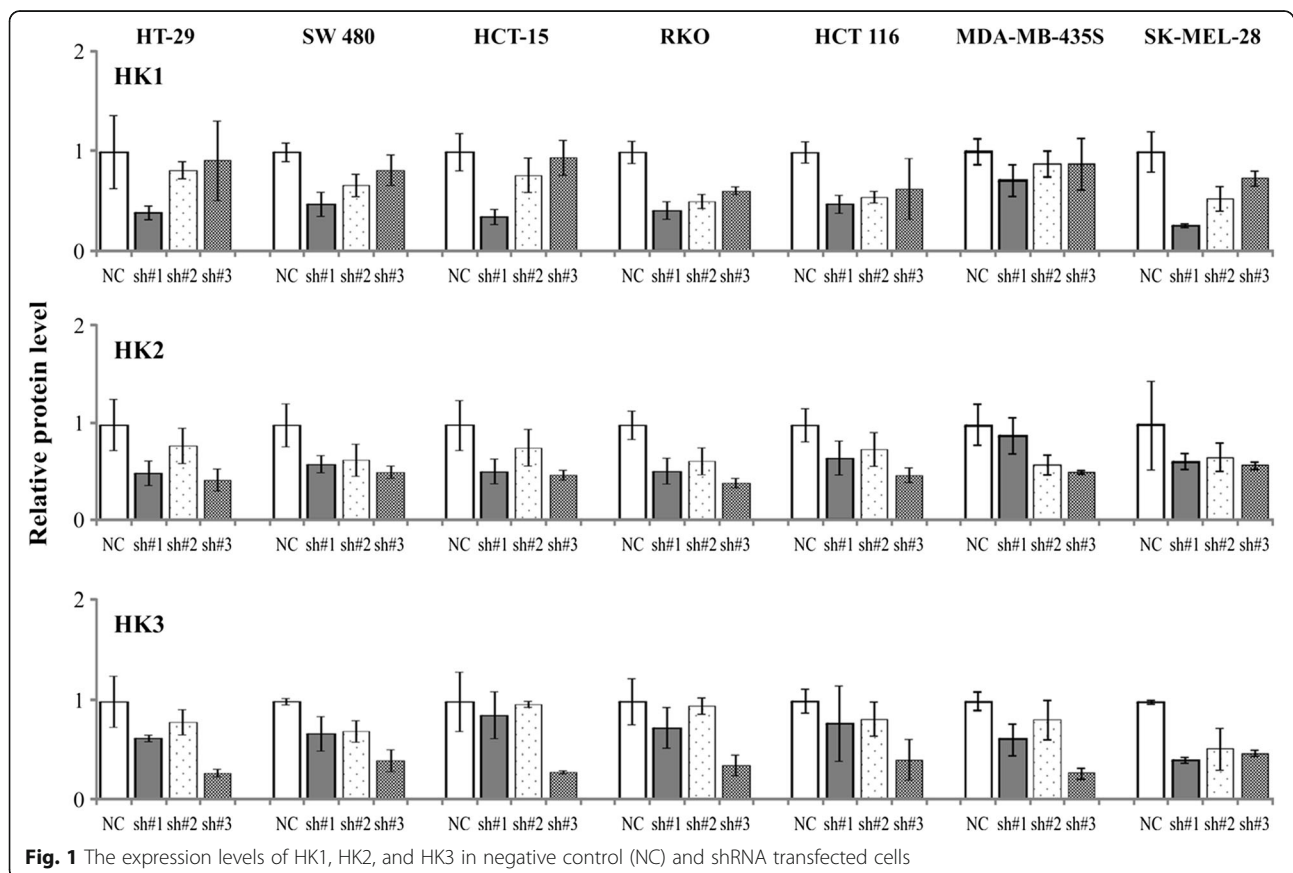 HT-29 SW 480 HCT-15 RKO HCT 116 MDA-MB-435S SK-MEL-28
Relative protein level
HK1
2
1
0
NC sh#1 sh#2 sh#3 NC sh#1 sh#2 sh#3 NC sh#1 sh#2 sh#3 NC sh#1 sh#2 sh#3 NC sh#1 sh#2 sh#3 NC sh#1 sh#2 sh#3 NC sh#1 sh#2 sh#3
HK2
2
1
0
NC sh#1 sh#2 sh#3 NC sh#1 sh#2 sh#3 NC sh#1 sh#2 sh#3 NC sh#1 sh#2 sh#3 NC sh#1 sh#2 sh#3 NC sh#1 sh#2 sh#3 NC sh#1 sh#2 sh#3
HK3
2
1
0
NC sh#1 sh#2 sh#3 NC sh#1 sh#2 sh#3 NC sh#1 sh#2 sh#3 NC sh#1 sh#2 sh#3 NC sh#1 sh#2 sh#3 NC sh#1 sh#2 sh#3 NC sh#1 sh#2 sh#3
Fig. 1 The expression levels of HK1, HK2, and HK3 in negative control (NC) and shRNA transfected cells